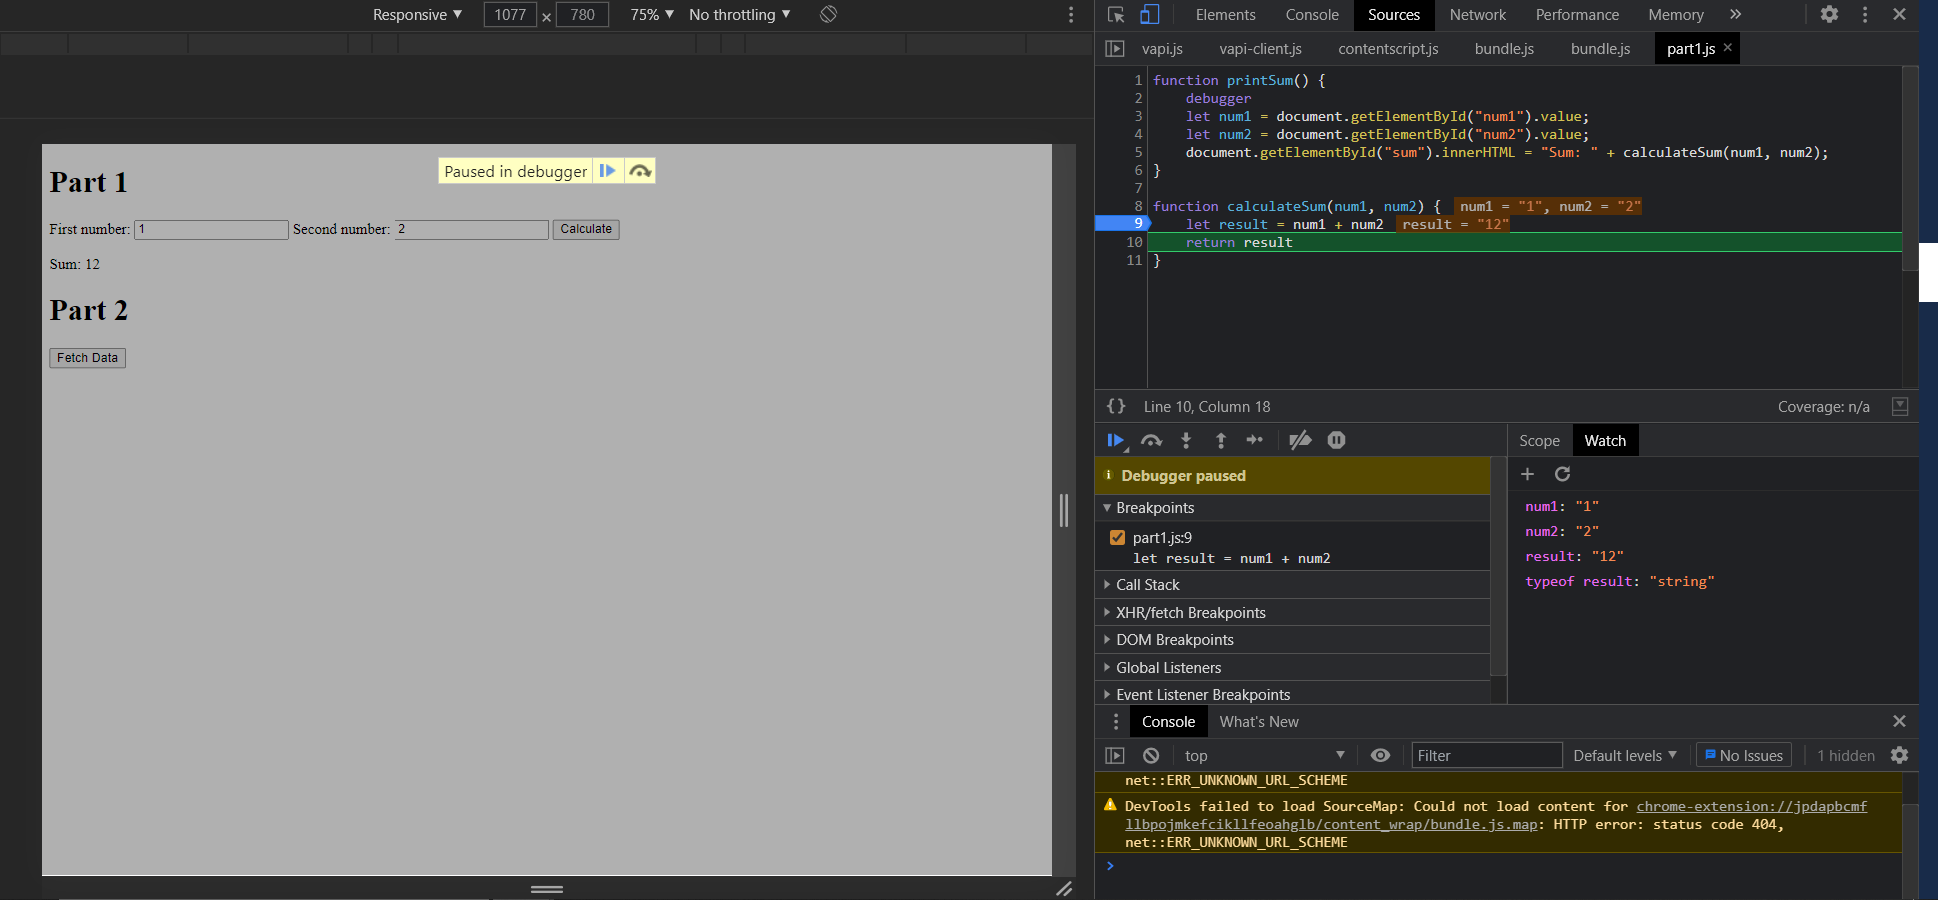 Responsive ▼ 1077 × 780 75% ▼ No throttling ▼
Paused in debugger
Part 1
First number: 1 Second number: 2 Calculate
Sum: 12
Part 2
Fetch Data
Elements Console Sources Network Performance Memory »
vapi.js vapi-client.js contentscript.js bundle.js bundle.js part1.js ×
1 function printSum() {
2     debugger
3     let num1 = document.getElementById("num1").value;
4     let num2 = document.getElementById("num2").value;
5     document.getElementById("sum").innerHTML = "Sum: " + calculateSum(num1, num2);
6 }
7
8 function calculateSum(num1, num2) { num1 = "1", num2 = "2"
9     let result = num1 + num2 result = "12"
10     return result
11 }
{} Line 10, Column 18 Coverage: n/a
Debugger paused
Breakpoints
part1.js:9
let result = num1 + num2
Call Stack
XHR/fetch Breakpoints
DOM Breakpoints
Global Listeners
Event Listener Breakpoints
Scope Watch
num1: "1"
num2: "2"
result: "12"
typeof result: "string"
Console What's New
top ▼ Filter Default levels ▼ No Issues 1 hidden
net::ERR_UNKNOWN_URL_SCHEME
DevTools failed to load SourceMap: Could not load content for chrome-extension://jpdapbcmf
llbpojmkefcikllfeoahglb/content_wrap/bundle.js.map: HTTP error: status code 404,
net::ERR_UNKNOWN_URL_SCHEME
>